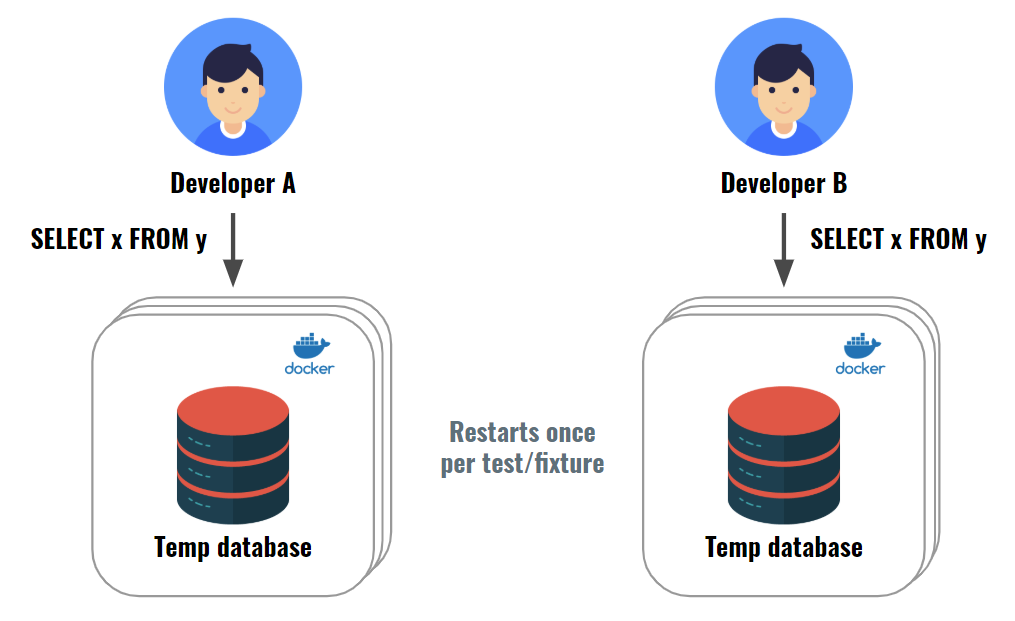 Developer A
Developer B
SELECT x FROM y
SELECT x FROM y
docker
docker
Restarts once
per test/fixture
Temp database
Temp database